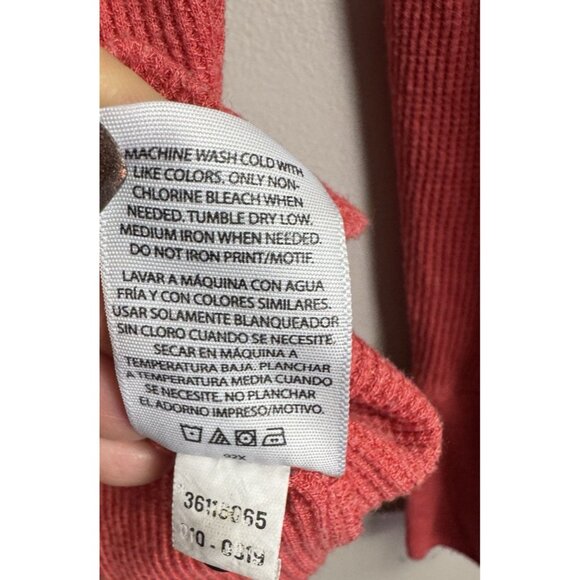 MACHINE WASH COLD WITH
LIKE COLORS. ONLY NON-
CHLORINE BLEACH WHEN
NEEDED. TUMBLE DRY LOW.
MEDIUM IRON WHEN NEEDED.
DO NOT IRON PRINT/MOTIF.
LAVAR A MÁQUINA CON AGUA
FRÍA Y CON COLORES SIMILARES.
USAR SOLAMENTE BLANQUEADOR
SIN CLORO CUANDO SE NECESITE.
SECAR EN MÁQUINA A
TEMPERATURA BAJA. PLANCHAR
A TEMPERATURA MEDIA CUANDO
SE NECESITE. NO PLANCHAR
EL ADORNO IMPRESO/MOTIVO.